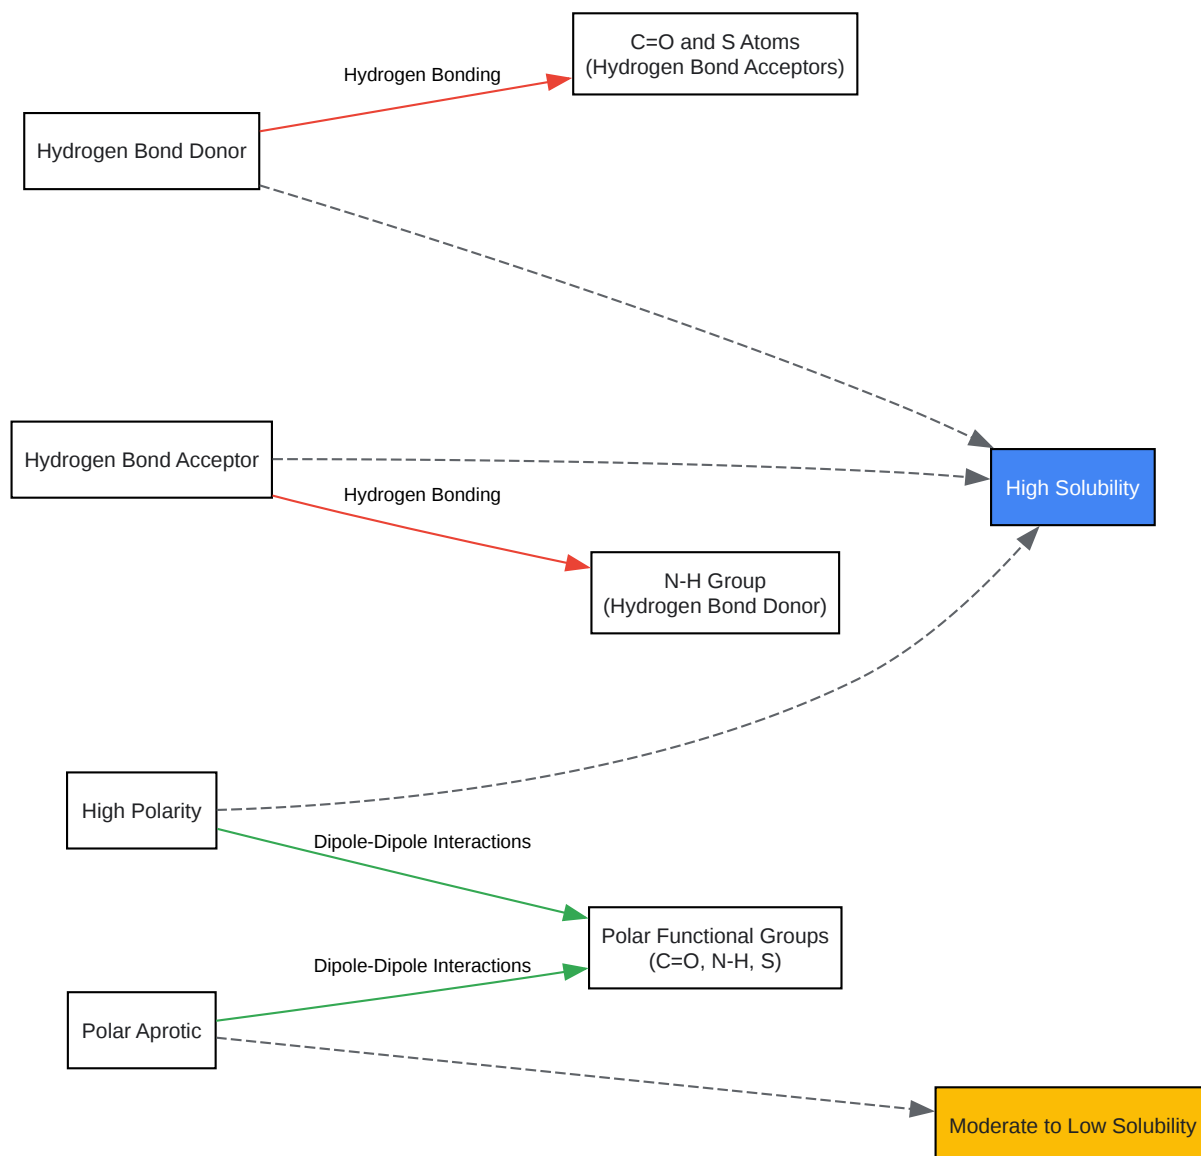 C=O and S Atoms
(Hydrogen Bond Acceptors)
Hydrogen Bonding
Hydrogen Bond Donor
Hydrogen Bond Acceptor
High Solubility
Hydrogen Bonding
N-H Group
(Hydrogen Bond Donor)
High Polarity
Dipole-Dipole Interactions
Polar Functional Groups
(C=O, N-H, S)
Dipole-Dipole Interactions
Polar Aprotic
Moderate to Low Solubility